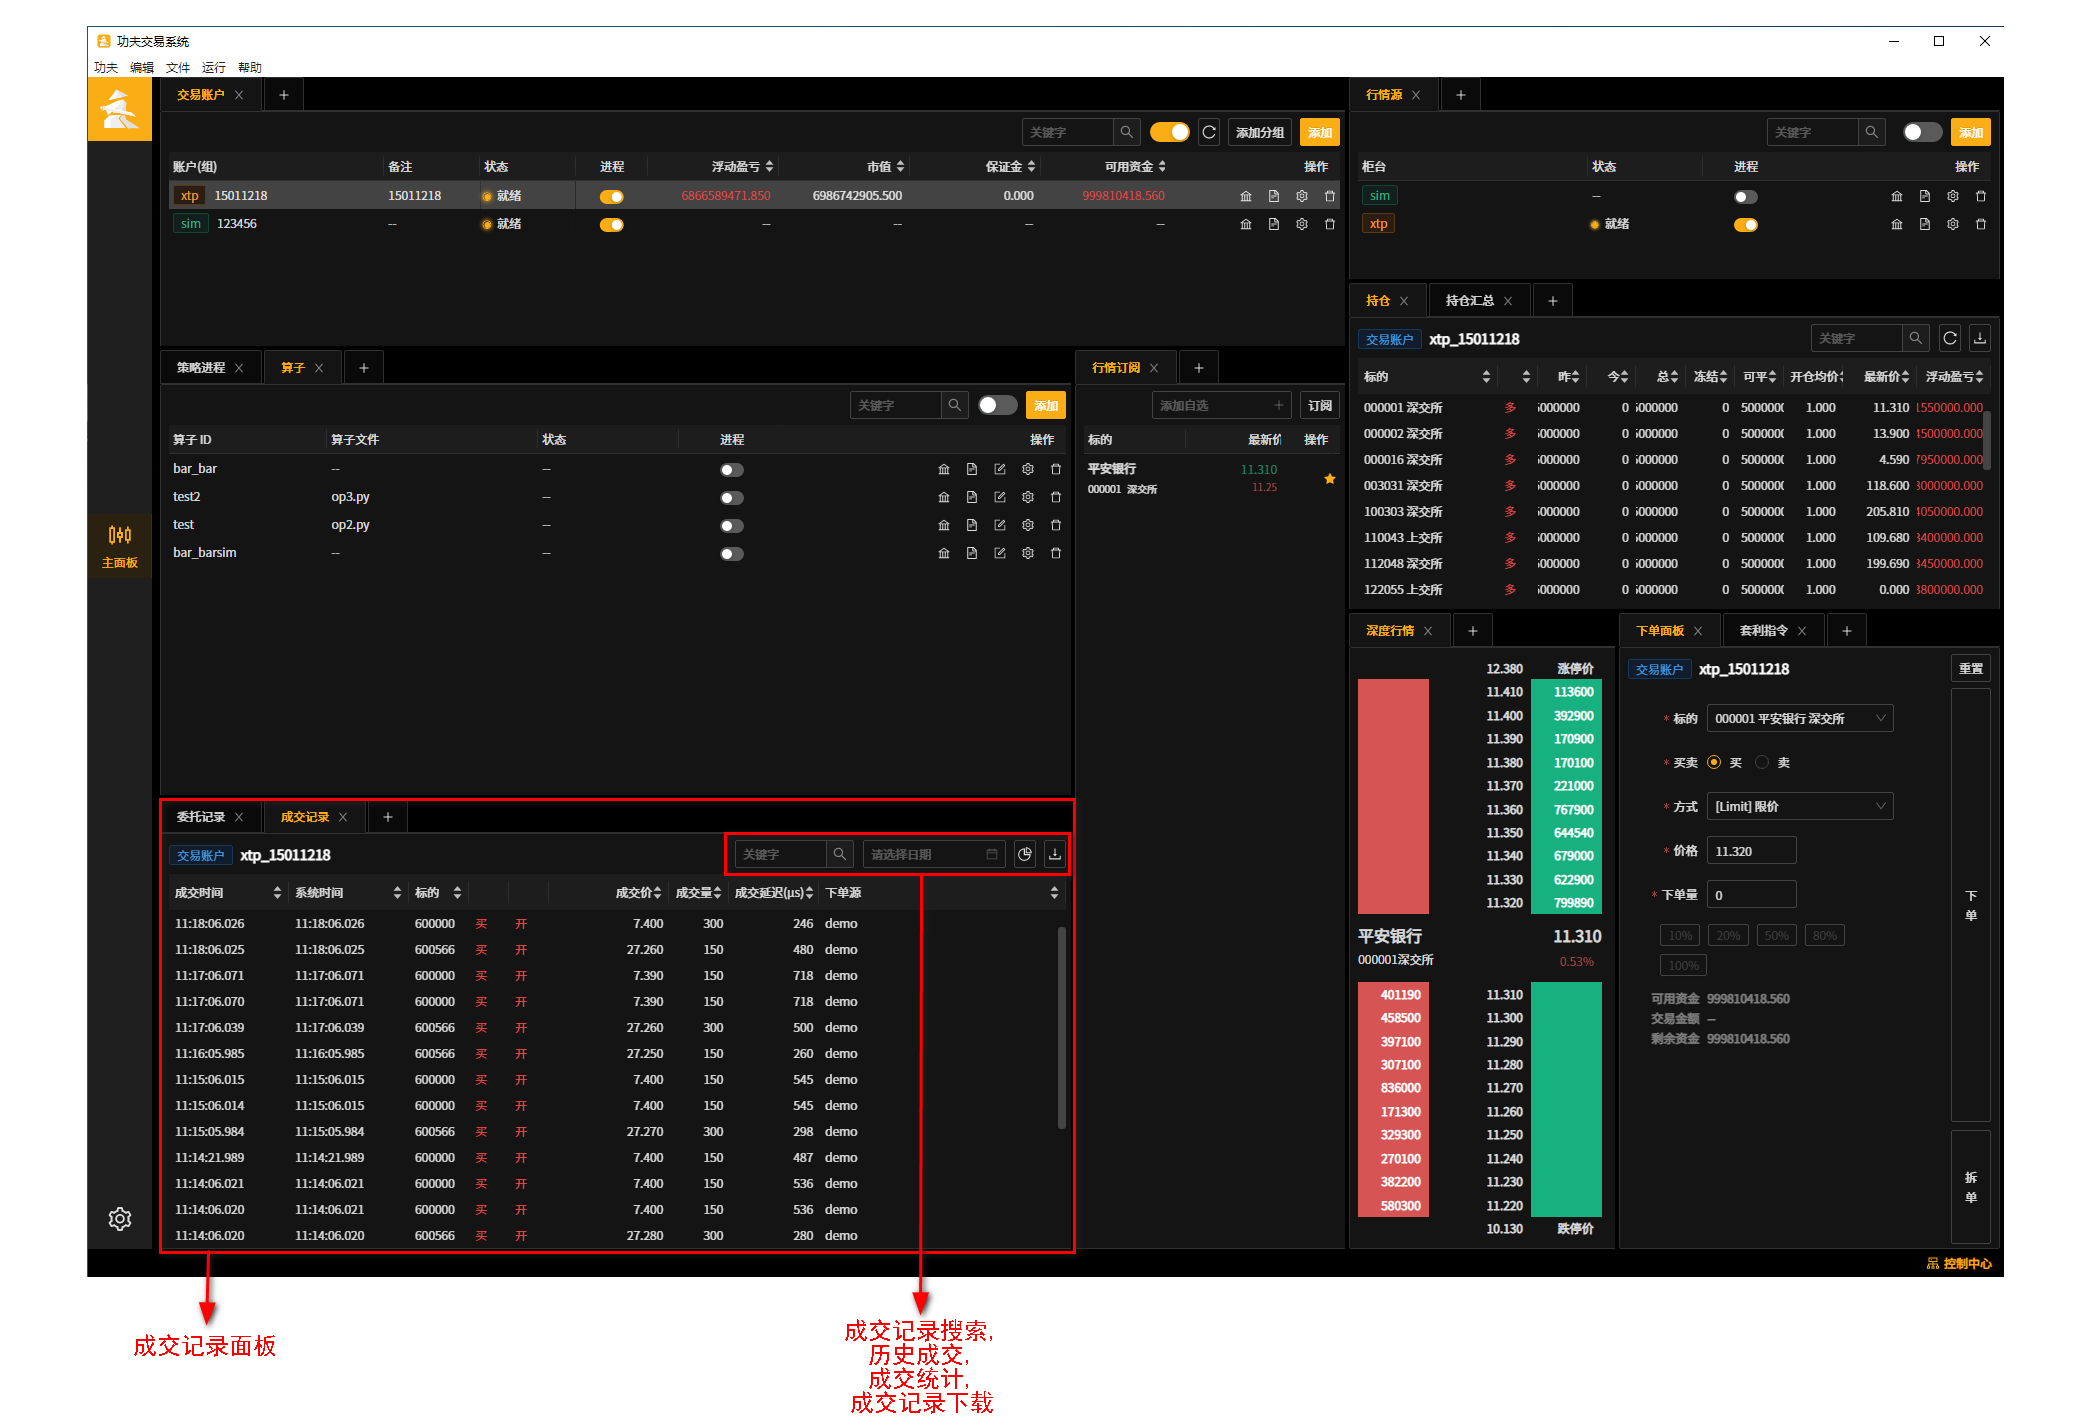 功夫交易系统
功夫 编辑 文件 运行 帮助
主面板
交易账户
关键字 添加分组 添加
账户(组) 备注 状态 进程 浮动盈亏 市值 保证金 可用资金 操作
xtp 15011218 15011218 就绪 6866589471.850 6986742905.500 0.000 999810418.560
sim 123456 -- 就绪 -- -- -- --
策略进程 算子
关键字 添加
算子 ID 算子文件 状态 进程 操作
bar_bar -- --
test2 op3.py --
test op2.py --
bar_barsim -- --
行情订阅
添加自选 订阅
标的 最新价 操作
平安银行 11.310
000001 深交所 11.25
委托记录 成交记录
交易账户 xtp_15011218 关键字 请选择日期
成交时间 系统时间 标的 成交价 成交量 成交延迟(μs) 下单源
11:18:06.026 11:18:06.026 600000 买 开 7.400 300 246 demo
11:18:06.025 11:18:06.025 600566 买 开 27.260 150 480 demo
11:17:06.071 11:17:06.071 600000 买 开 7.390 150 718 demo
11:17:06.070 11:17:06.071 600000 买 开 7.390 150 718 demo
11:17:06.039 11:17:06.039 600566 买 开 27.260 300 500 demo
11:16:05.985 11:16:05.985 600566 买 开 27.250 150 260 demo
11:15:06.015 11:15:06.015 600000 买 开 7.400 150 545 demo
11:15:06.014 11:15:06.015 600000 买 开 7.400 150 545 demo
11:15:05.984 11:15:05.984 600566 买 开 27.270 300 298 demo
11:14:21.989 11:14:21.989 600000 买 开 7.400 150 487 demo
11:14:06.021 11:14:06.021 600000 买 开 7.400 150 536 demo
11:14:06.020 11:14:06.021 600000 买 开 7.400 150 536 demo
11:14:06.020 11:14:06.020 600566 买 开 27.280 300 280 demo
行情源
关键字 添加
柜台 状态 进程 操作
sim --
xtp 就绪
持仓 持仓汇总
交易账户 xtp_15011218 关键字
标的 昨 今 总 冻结 可平 开仓均价 最新价 浮动盈亏
000001 深交所 多 000000 0 000000 0 500000 1.000 11.310 1550000.000
000002 深交所 多 000000 0 000000 0 500000 1.000 13.900 4500000.000
000016 深交所 多 000000 0 000000 0 500000 1.000 4.590 7950000.000
003031 深交所 多 000000 0 000000 0 500000 1.000 118.600 8000000.000
100303 深交所 多 000000 0 000000 0 500000 1.000 205.810 4050000.000
110043 上交所 多 000000 0 000000 0 500000 1.000 109.680 3400000.000
112048 深交所 多 000000 0 000000 0 500000 1.000 199.690 3450000.000
122055 上交所 多 000000 0 000000 0 500000 1.000 0.000 3800000.000
深度行情
12.380 涨停价
11.410 113600
11.400 392900
11.390 170900
11.380 170100
11.370 221000
11.360 767900
11.350 644540
11.340 679000
11.330 622900
11.320 799890
平安银行 11.310
000001深交所 0.53%
401190 11.310
458500 11.300
397100 11.290
307100 11.280
836000 11.270
171300 11.260
329300 11.250
270100 11.240
382200 11.230
580300 11.220
10.130 跌停价
下单面板 套利指令
交易账户 xtp_15011218 重置
* 标的 000001 平安银行 深交所
* 买卖 买 卖
* 方式 [Limit] 限价
* 价格 11.320
* 下单量 0
10% 20% 50% 80%
100%
可用资金 999810418.560
交易金额 --
剩余资金 999810418.560
下
单
拆
单
控制中心
成交记录面板
成交记录搜索,
历史成交,
成交统计,
成交记录下载